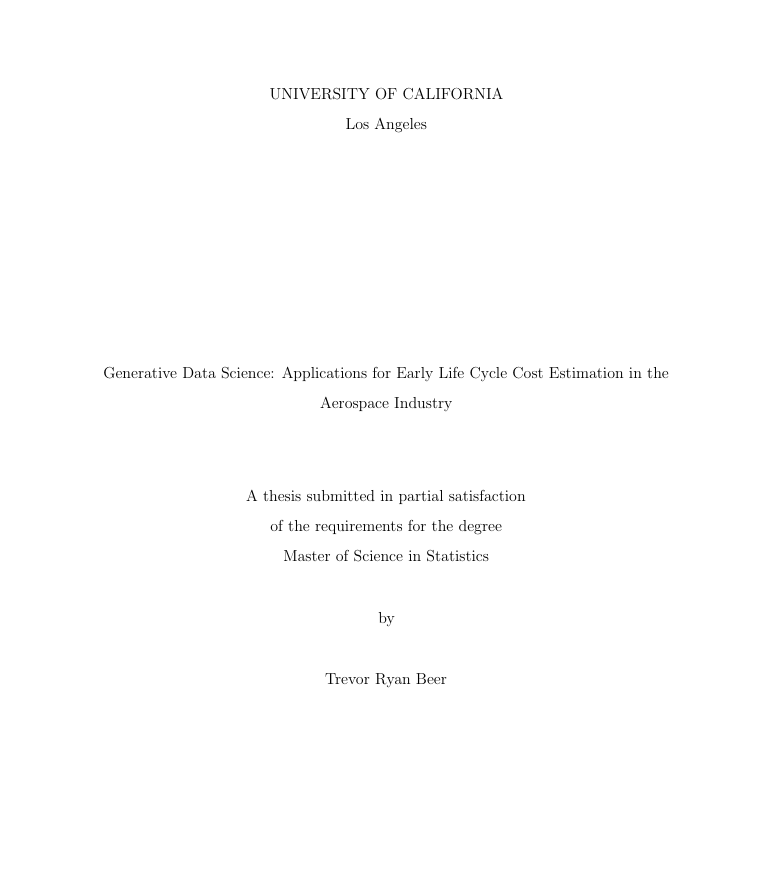 UNIVERSITY OF CALIFORNIA
Los Angeles
Generative Data Science: Applications for Early Life Cycle Cost Estimation in the
Aerospace Industry
A thesis submitted in partial satisfaction
of the requirements for the degree
Master of Science in Statistics
by
Trevor Ryan Beer